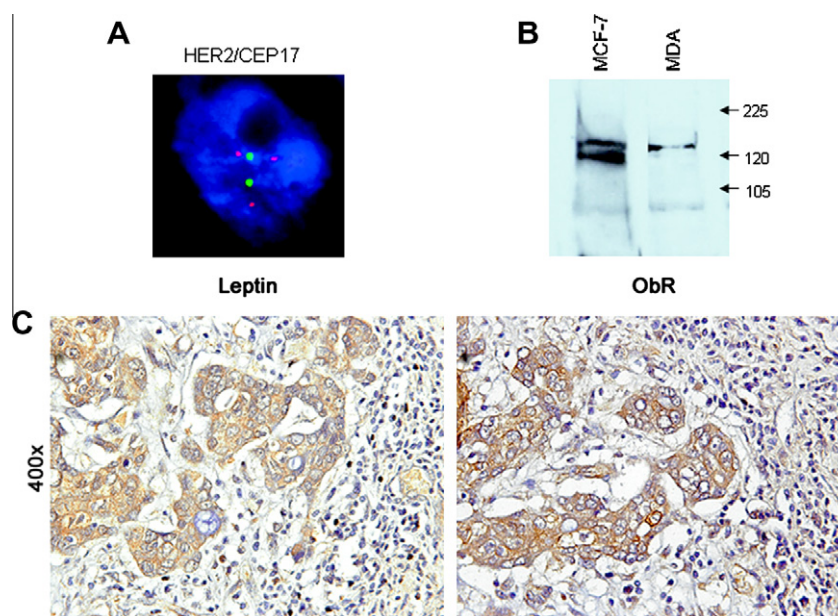 A
HER2/CEP17
B
MCF-7
MDA
225
120
105
Leptin
ObR
C
400x